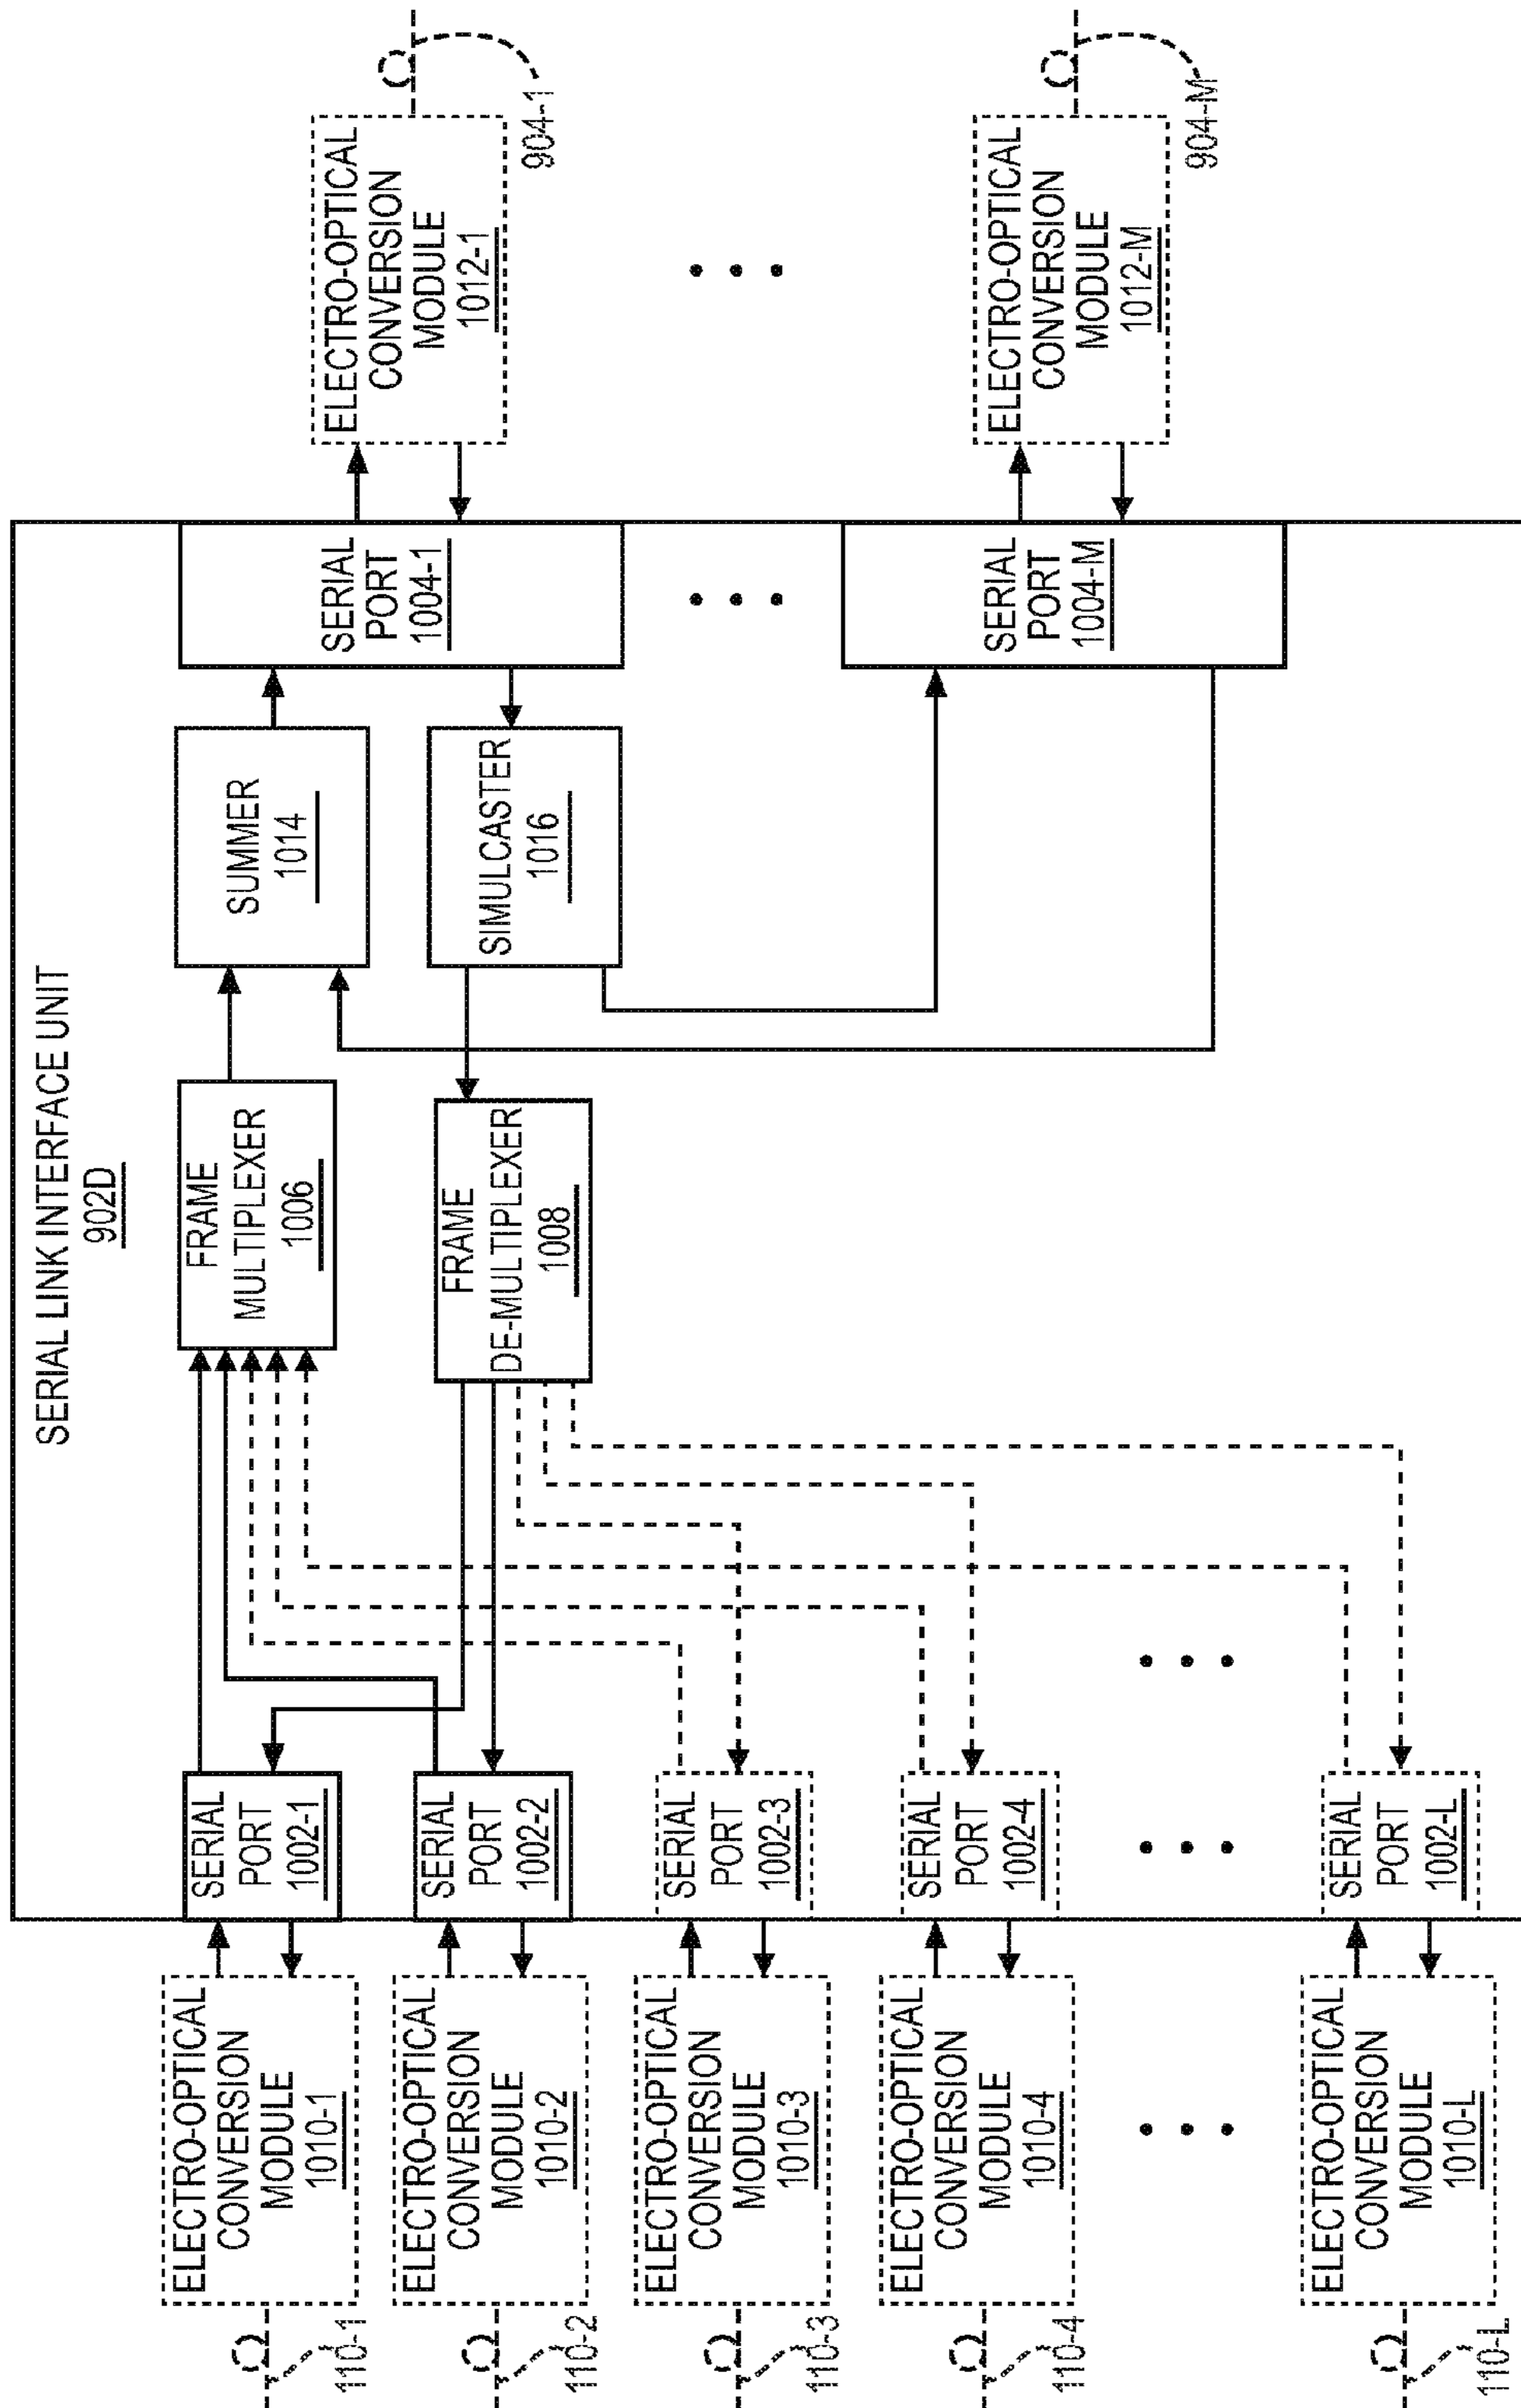 SERIAL LINK INTERFACE UNIT
902D
ELECTRO-OPTICAL
CONVERSION
MODULE
1010-1
110-1
SERIAL
PORT
1002-1
FRAME
MULTIPLEXER
1006
SUMMER
1014
SERIAL
PORT
1004-1
ELECTRO-OPTICAL
CONVERSION
MODULE
1012-1
904-1
ELECTRO-OPTICAL
CONVERSION
MODULE
1010-2
110-2
SERIAL
PORT
1002-2
FRAME
DE-MULTIPLEXER
1008
SIMULCASTER
1016
ELECTRO-OPTICAL
CONVERSION
MODULE
1010-3
110-3
SERIAL
PORT
1002-3
ELECTRO-OPTICAL
CONVERSION
MODULE
1010-4
110-4
SERIAL
PORT
1002-4
SERIAL
PORT
1004-M
ELECTRO-OPTICAL
CONVERSION
MODULE
1012-M
904-M
ELECTRO-OPTICAL
CONVERSION
MODULE
1010-L
110-L
SERIAL
PORT
1002-L